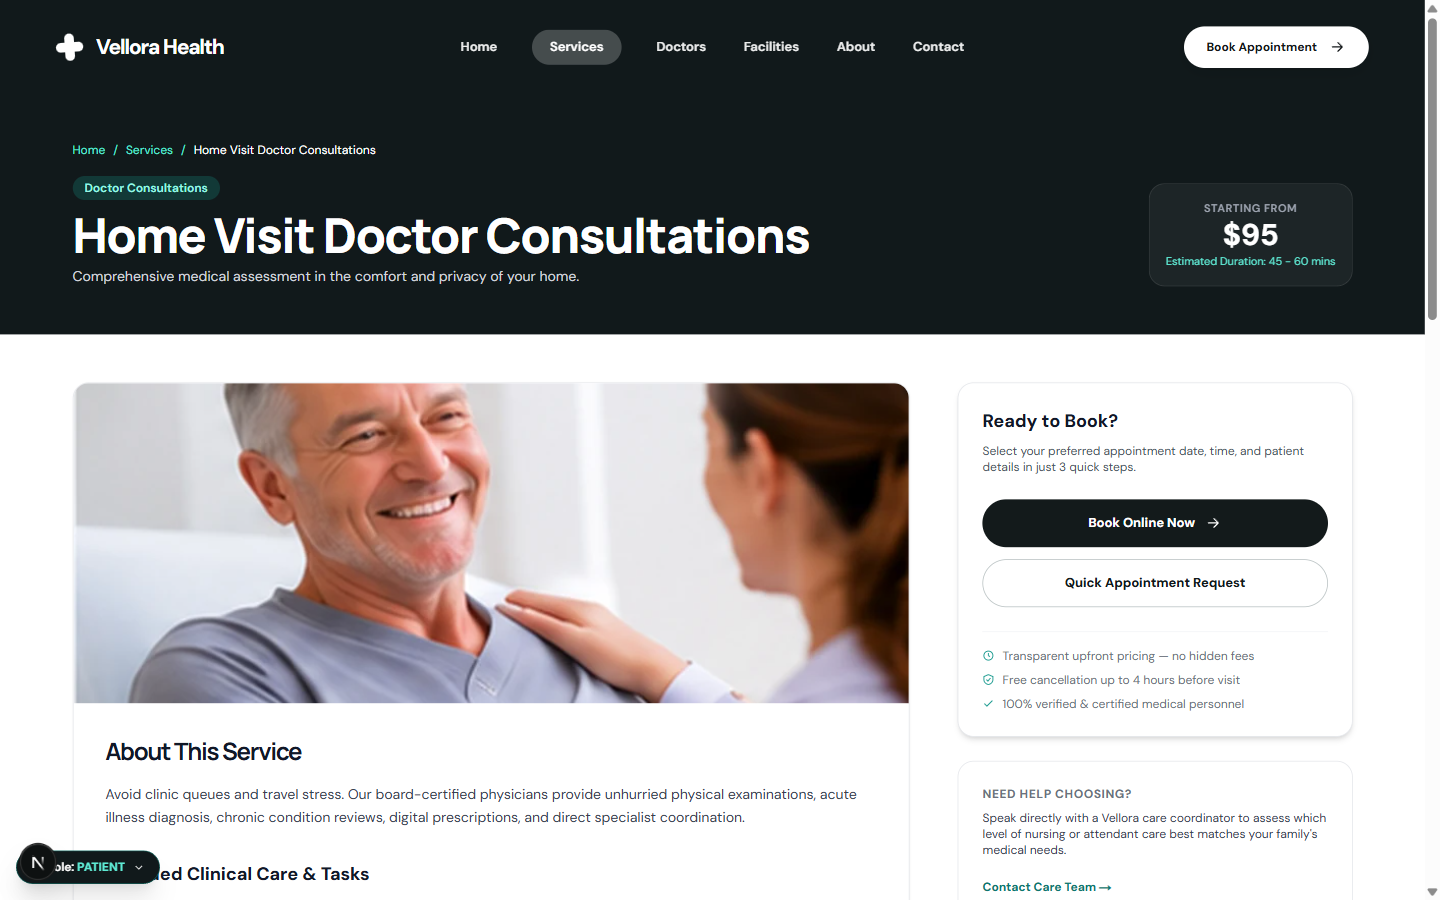 Vellora Health
Home
Services
Doctors
Facilities
About
Contact
Book Appointment →
Home / Services / Home Visit Doctor Consultations
Doctor Consultations
Home Visit Doctor Consultations
Comprehensive medical assessment in the comfort and privacy of your home.
STARTING FROM
$95
Estimated Duration: 45 - 60 mins
Ready to Book?
Select your preferred appointment date, time, and patient
details in just 3 quick steps.
Book Online Now →
Quick Appointment Request
Transparent upfront pricing — no hidden fees
Free cancellation up to 4 hours before visit
100% verified & certified medical personnel
About This Service
Avoid clinic queues and travel stress. Our board-certified physicians provide unhurried physical examinations, acute
illness diagnosis, chronic condition reviews, digital prescriptions, and direct specialist coordination.
Clinical Care & Tasks
NEED HELP CHOOSING?
Speak directly with a Vellora care coordinator to assess which
level of nursing or attendant care best matches your family's
medical needs.
Contact Care Team →
N
PATIENT